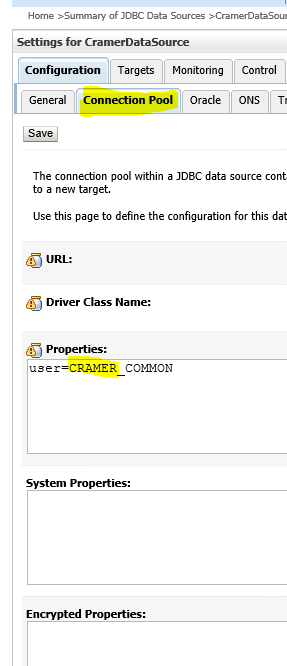 Home >Summary of JDBC Data Sources >CramerDataSour
Settings for CramerDataSource
Configuration Targets Monitoring Control
General Connection Pool Oracle ONS Tr
Save
The connection pool within a JDBC data source cont
to a new target.
Use this page to define the configuration for this dat
URL:
Driver Class Name:
Properties:
user=CRAMER_COMMON
System Properties:
Encrypted Properties: